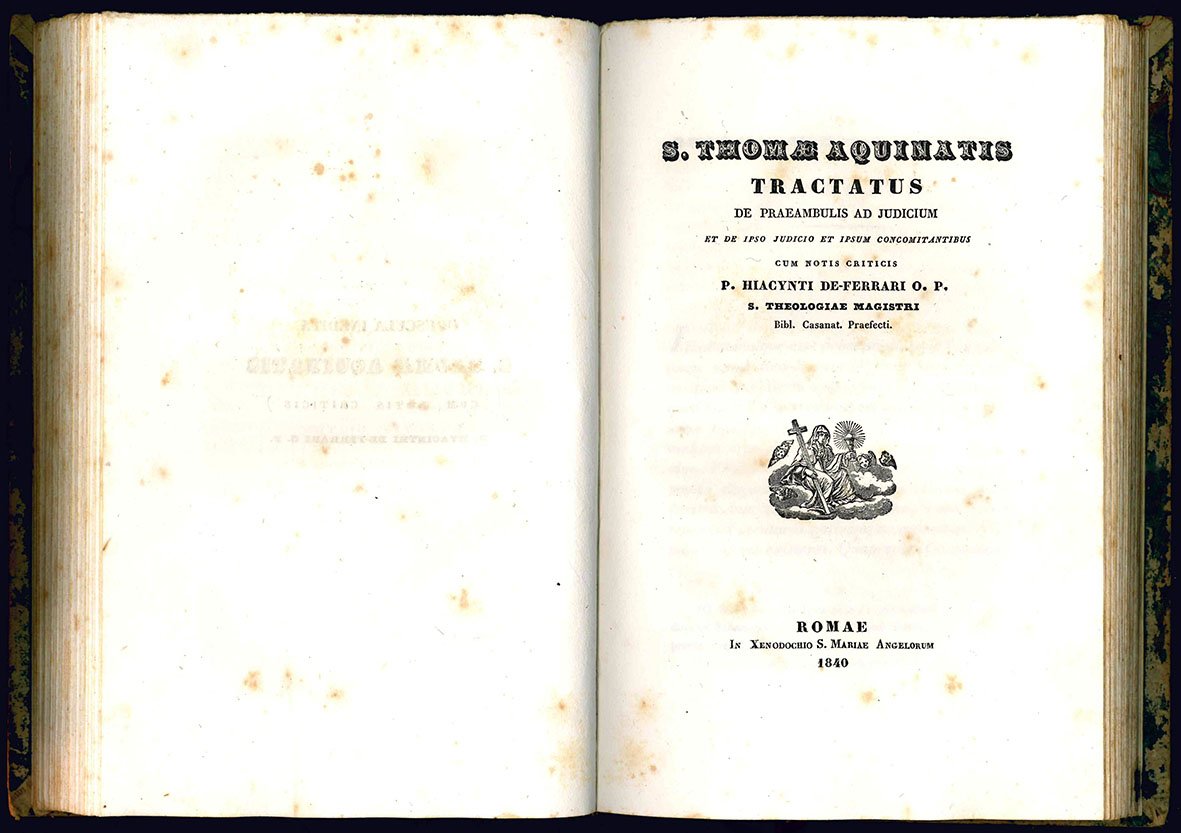 S. THOMÆ AQUINATIS
TRACTATUS
DE PRAEAMBULIS AD JUDICIUM
ET DE IPSO JUDICIO ET IPSUM CONCOMITANTIBUS
CUM NOTIS CRITICIS
P. HIACYNTI DE-FERRARI O. P.
S. THEOLOGIAE MAGISTRI
Bibl. Casanat. Praefecti.
ROMAE
IN XENODOCHIO S. MARIAE ANGELORUM
1840